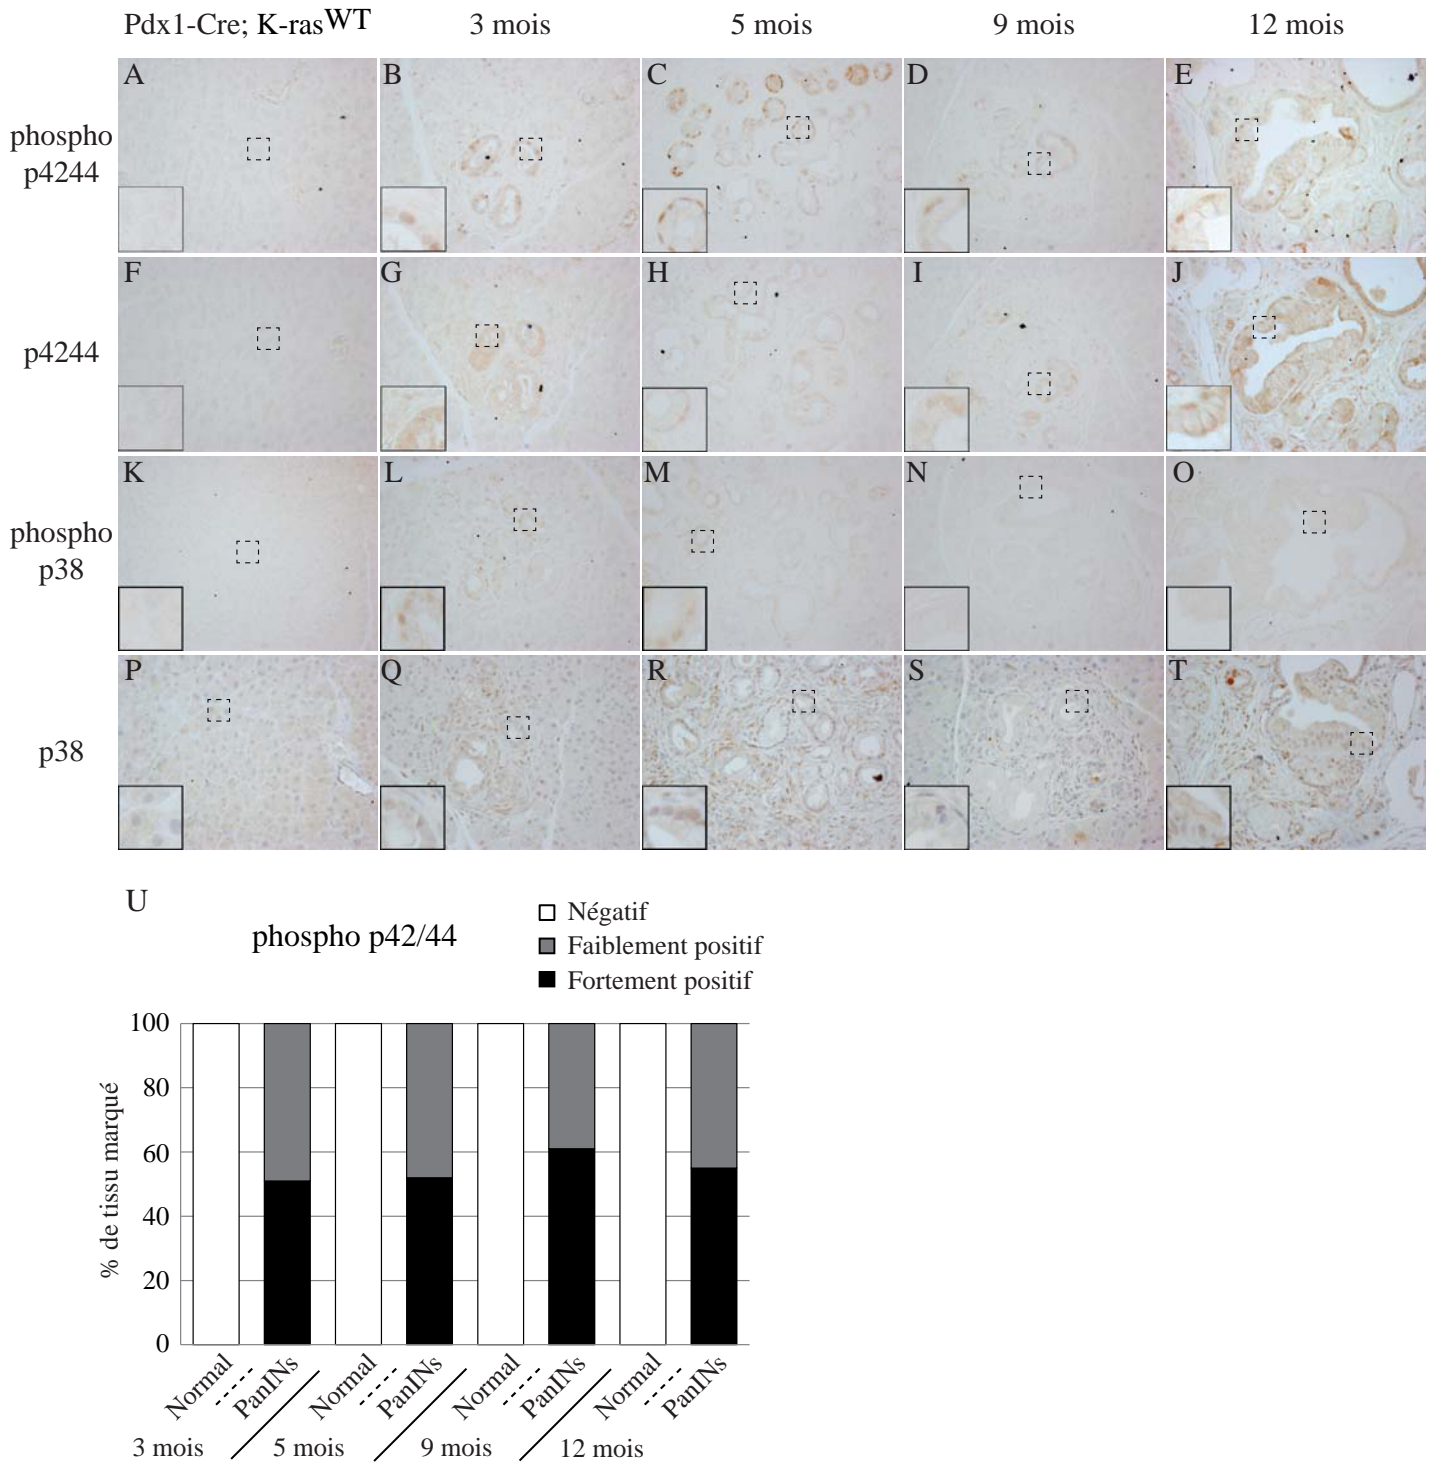 Pdx1-Cre; K-rasWT 3 mois 5 mois 9 mois 12 mois
A B C D E
phospho
p4244
F G H I J
p4244
K L M N O
phospho
p38
P Q R S T
p38
U
phospho p42/44
Négatif
Faiblement positif
Fortement positif
% de tissu marqué
100
80
60
40
20
0
Normal PanINs Normal PanINs Normal PanINs Normal PanINs
3 mois 5 mois 9 mois 12 mois